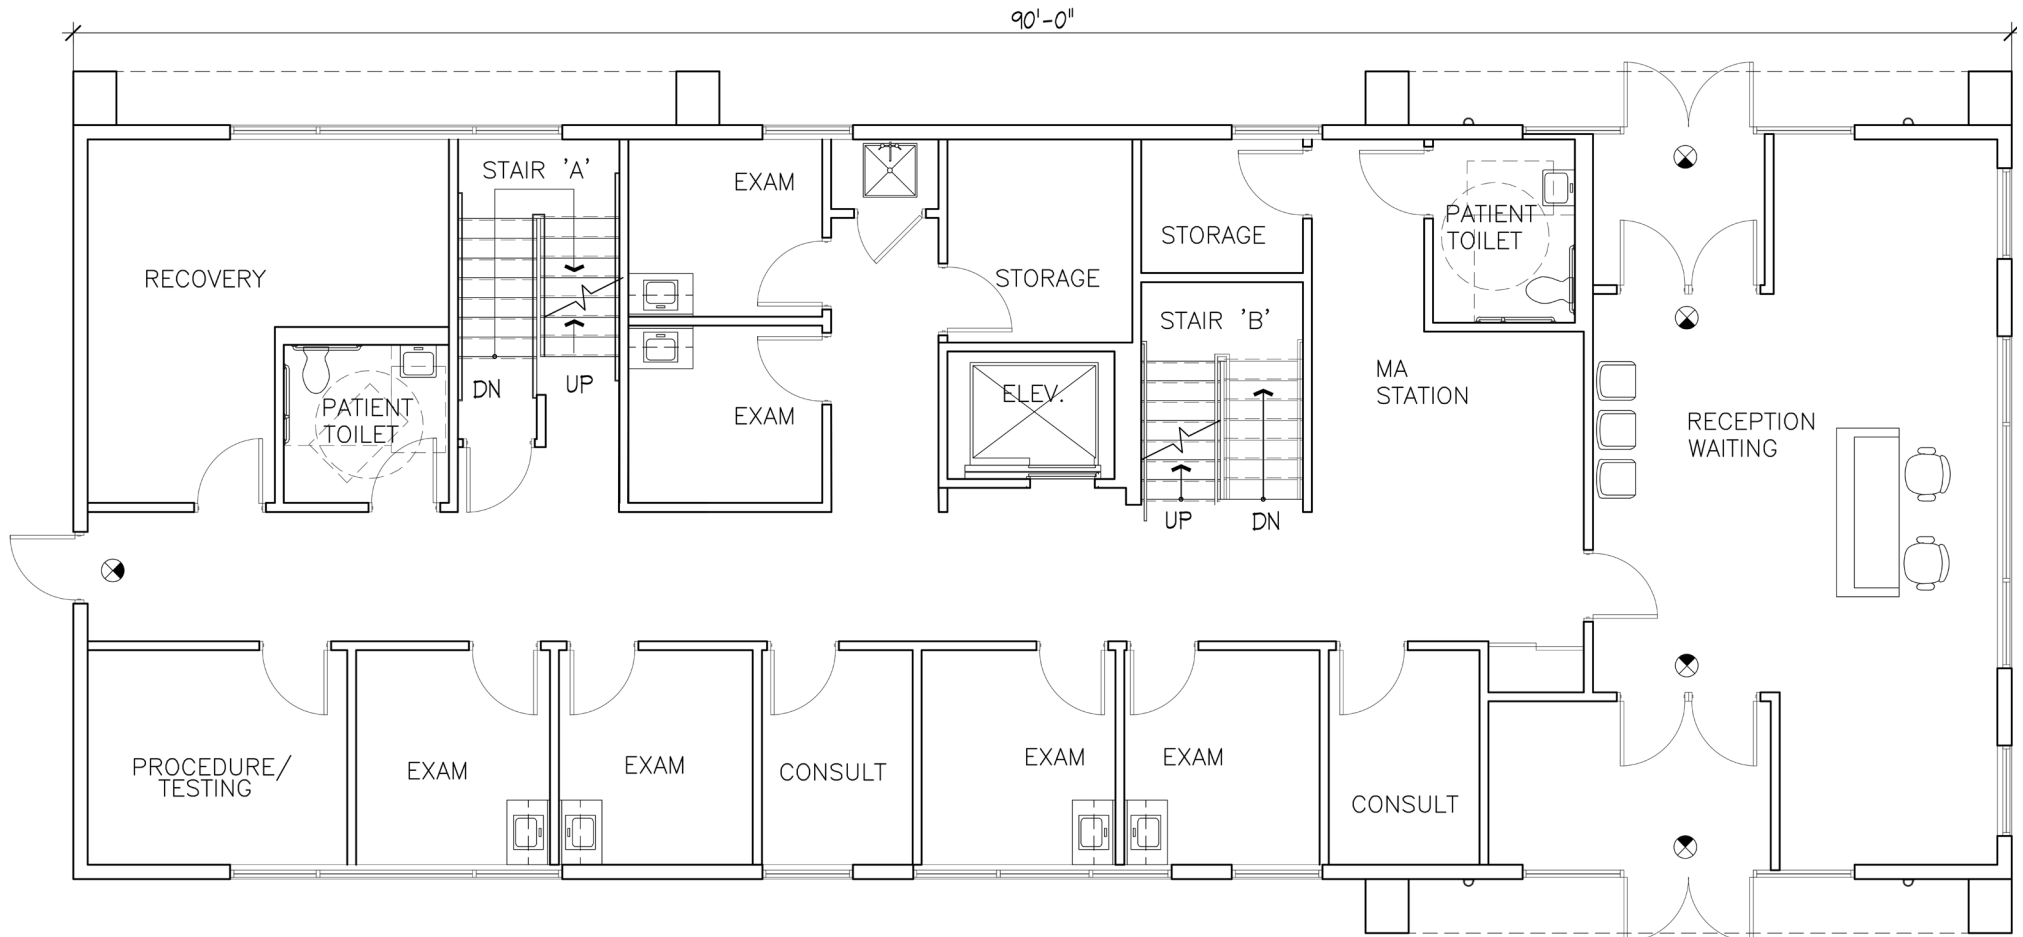 90'-0"
STAIR 'A'
EXAM
PATIENT
TOILET
STORAGE
STORAGE
RECOVERY
STAIR 'B'
MA
STATION
DN
UP
ELEV.
PATIENT
TOILET
EXAM
RECEPTION
WAITING
UP
DN
PROCEDURE/
TESTING
EXAM
EXAM
CONSULT
EXAM
EXAM
CONSULT